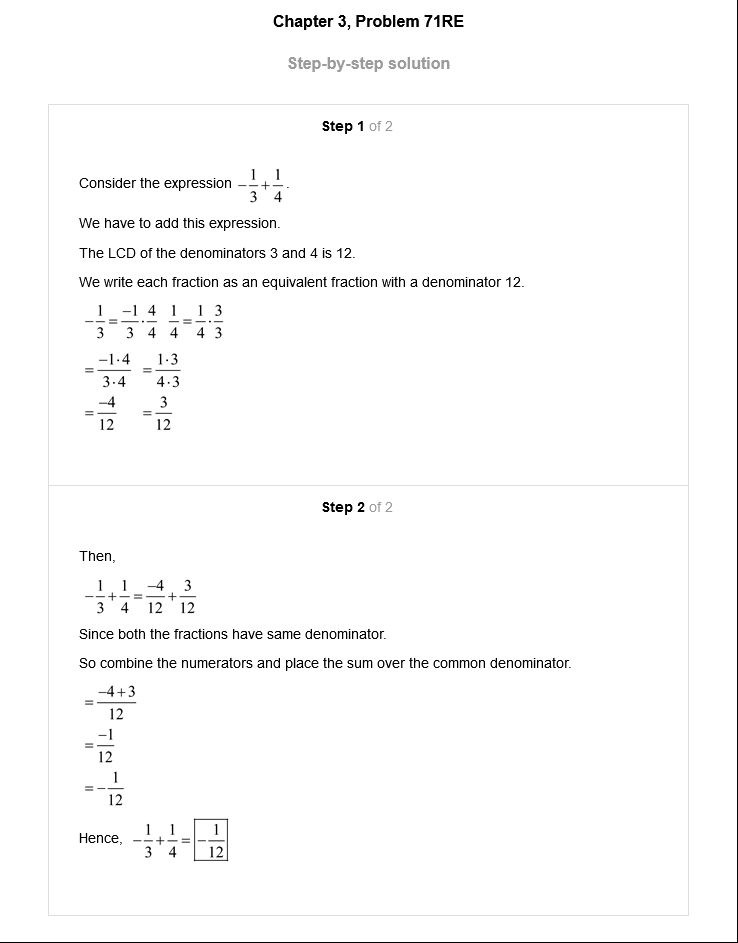 Chapter 3, Problem 71RE
Step-by-step solution
Step 1 of 2
Consider the expression $-\frac{1}{3}+\frac{1}{4}$.
We have to add this expression.
The LCD of the denominators 3 and 4 is 12.
We write each fraction as an equivalent fraction with a denominator 12.
$-\frac{1}{3}=\frac{-1}{3}\cdot\frac{4}{4}$ $\frac{1}{4}=\frac{1}{4}\cdot\frac{3}{3}$
$=\frac{-1\cdot 4}{3\cdot 4}$ $=\frac{1\cdot 3}{4\cdot 3}$
$=\frac{-4}{12}$ $=\frac{3}{12}$
Step 2 of 2
Then,
$-\frac{1}{3}+\frac{1}{4}=\frac{-4}{12}+\frac{3}{12}$
Since both the fractions have same denominator.
So combine the numerators and place the sum over the common denominator.
$=\frac{-4+3}{12}$
$=\frac{-1}{12}$
$=-\frac{1}{12}$
Hence, $-\frac{1}{3}+\frac{1}{4}=\boxed{-\frac{1}{12}}$